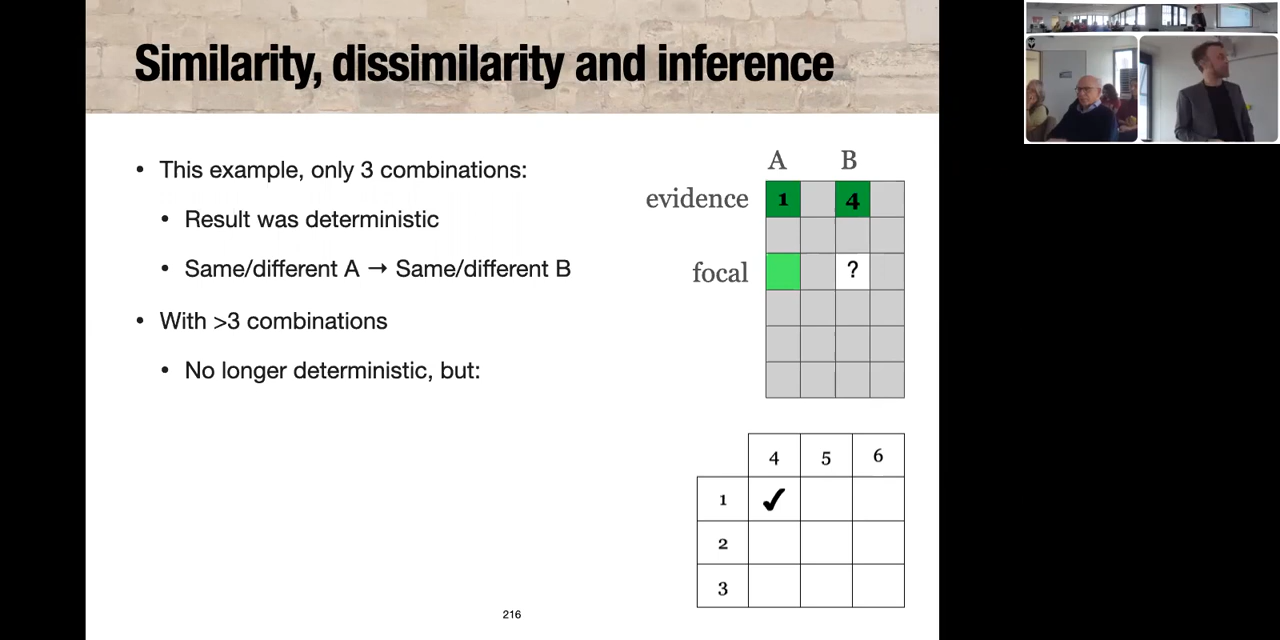 Similarity, dissimilarity and inference
• This example, only 3 combinations:
• Result was deterministic
• Same/different A → Same/different B
• With >3 combinations
• No longer deterministic, but:
A B
evidence 1 4
focal ?
4 5 6
1 ✓
2
3
216